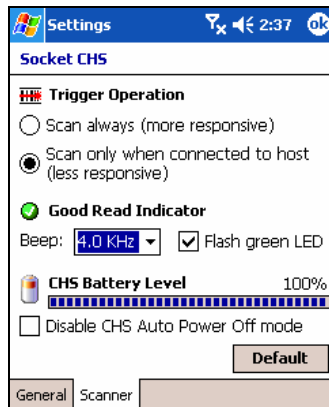 Settings 2:37 ok
Socket CHS
Trigger Operation
Scan always (more responsive)
Scan only when connected to host
(less responsive)
Good Read Indicator
Beep: 4.0 KHz Flash green LED
CHS Battery Level 100%
Disable CHS Auto Power Off mode
Default
General Scanner